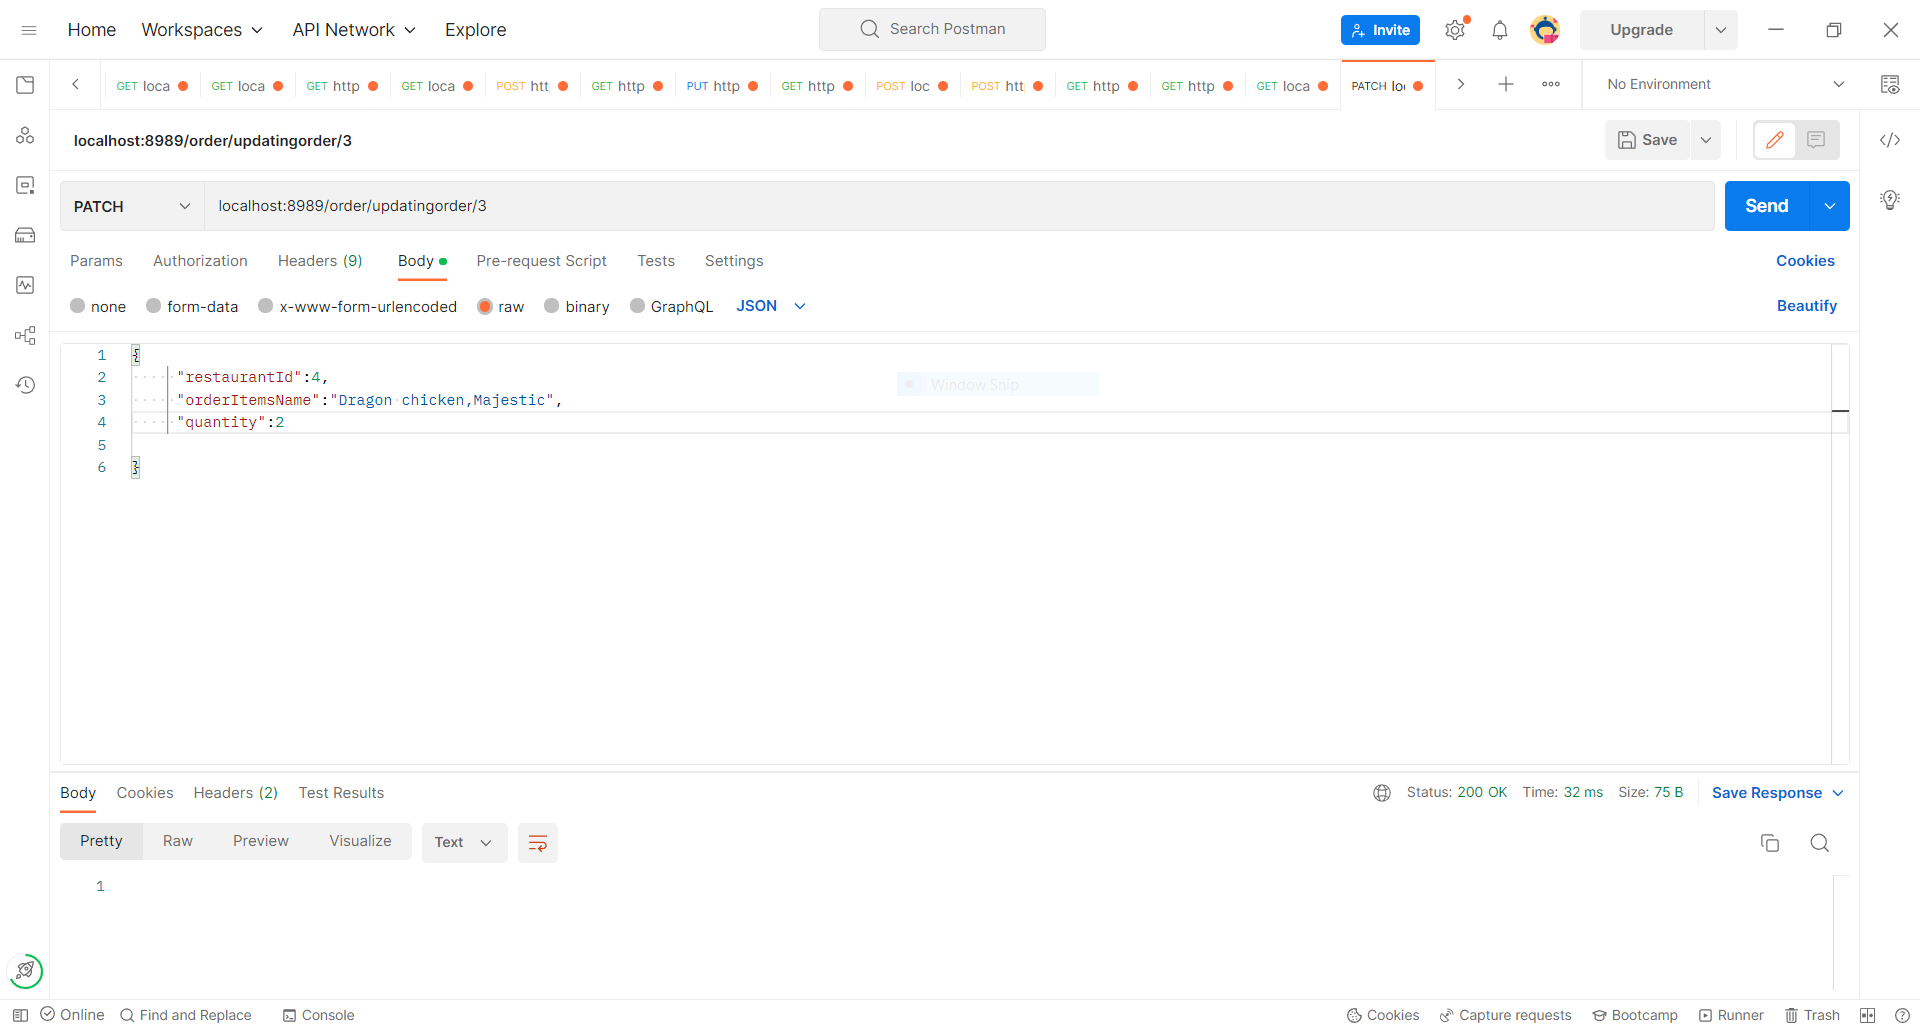 Home Workspaces API Network Explore Search Postman Invite Upgrade
GET loca GET loca GET http GET loca POST htt GET http PUT http GET http POST loc POST htt GET http GET http GET loca PATCH loc No Environment
localhost:8989/order/updatingorder/3 Save
PATCH localhost:8989/order/updatingorder/3 Send
Params Authorization Headers (9) Body Pre-request Script Tests Settings Cookies
none form-data x-www-form-urlencoded raw binary GraphQL JSON Beautify
1 {
2 "restaurantId":4,
Window Snip
3 "orderItemsName":"Dragon chicken,Majestic",
4 "quantity":2
5
6 }
Body Cookies Headers (2) Test Results Status: 200 OK Time: 32 ms Size: 75 B Save Response
Pretty Raw Preview Visualize Text
1
Online Find and Replace Console Cookies Capture requests Bootcamp Runner Trash